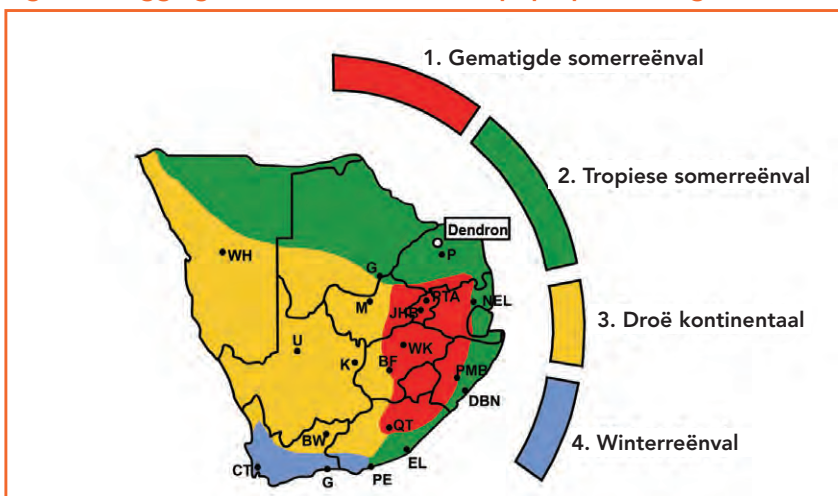 1. Gematigde somerreënval
2. Tropiese somerreënval
Dendron
P
WH
G
PTA
NEL
M
JHB
U
WK
K
BF
PMB
3. Droë kontinentaal
DBN
QT
BW
EL
4. Winterreënval
CT
G
PE